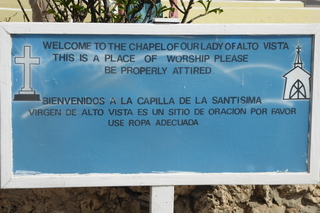 WELCOME TO THE CHAPEL OF OUR LADY OF ALTO VISTA
THIS IS A PLACE OF WORSHIP PLEASE
BE PROPERLY ATTIRED
BIENVENIDOS A LA CAPILLA DE LA SANTISIMA
VIRGEN DE ALTO VISTA ES UN SITIO DE ORACION POR FAVOR
USE ROPA ADECUADA